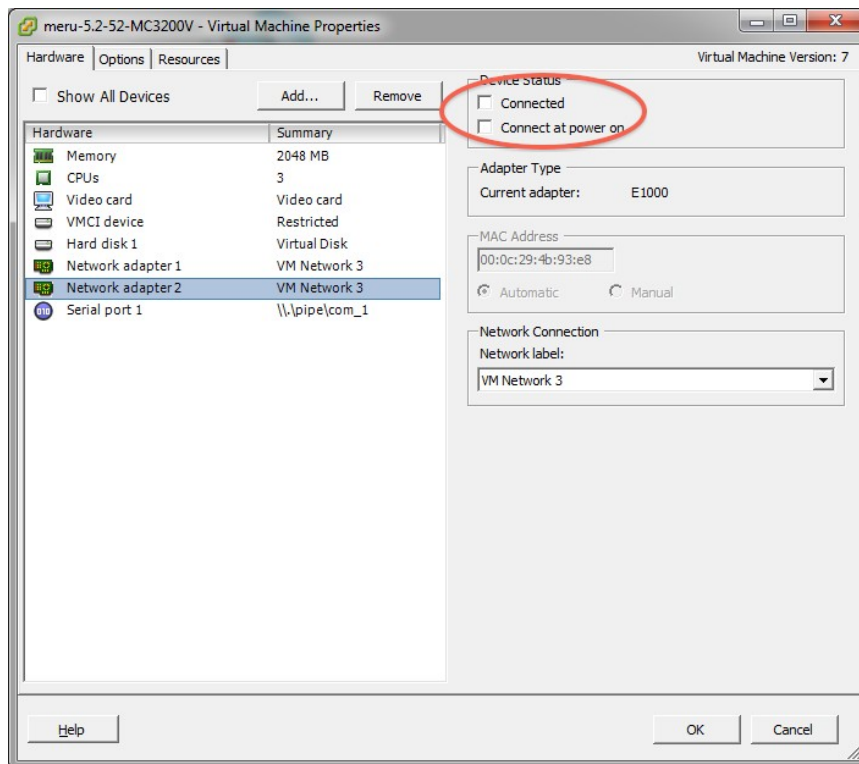 meru-5.2-52-MC3200V - Virtual Machine Properties
Hardware Options Resources
Virtual Machine Version: 7
Show All Devices
Add...
Remove
Hardware Summary
Memory 2048 MB
CPUs 3
Video card Video card
VMCI device Restricted
Hard disk 1 Virtual Disk
Network adapter 1 VM Network 3
Network adapter 2 VM Network 3
Serial port 1 \\.\pipe\com_1
Device Status
Connected
Connect at power on
Adapter Type
Current adapter: E1000
MAC Address
00:0c:29:4b:93:e8
Automatic Manual
Network Connection
Network label:
VM Network 3
Help
OK
Cancel